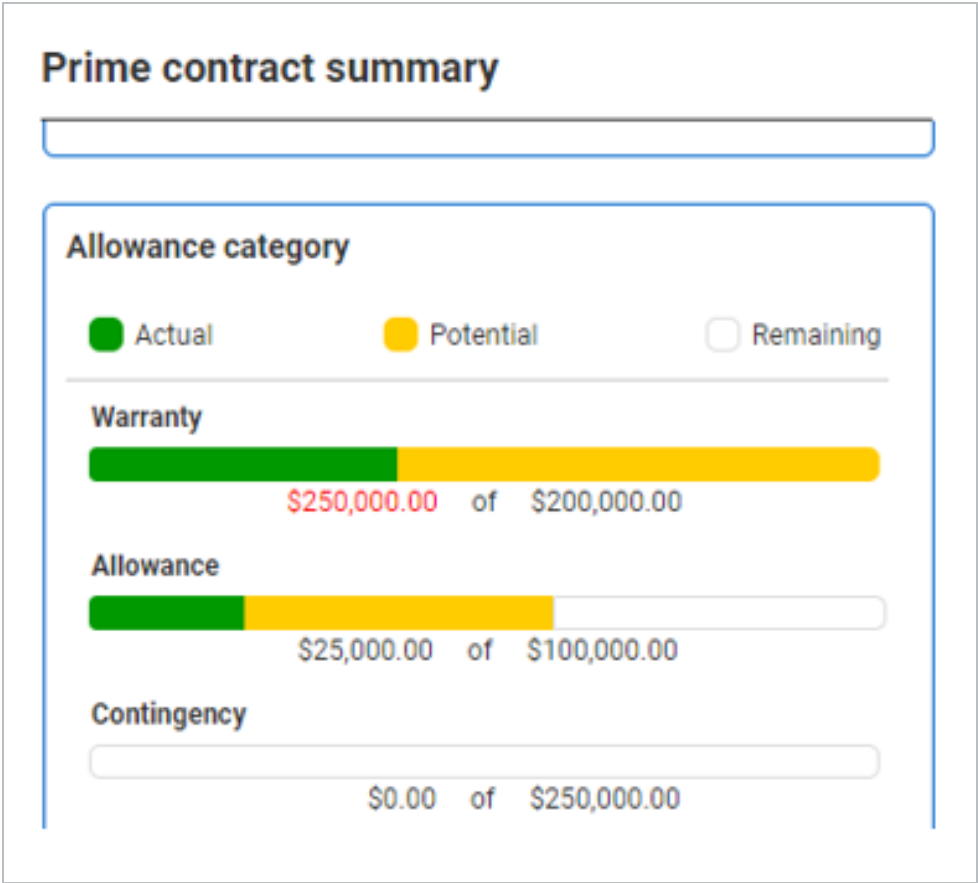 Prime contract summary
Allowance category
Actual Potential Remaining
Warranty
$250,000.00 of $200,000.00
Allowance
$25,000.00 of $100,000.00
Contingency
$0.00 of $250,000.00